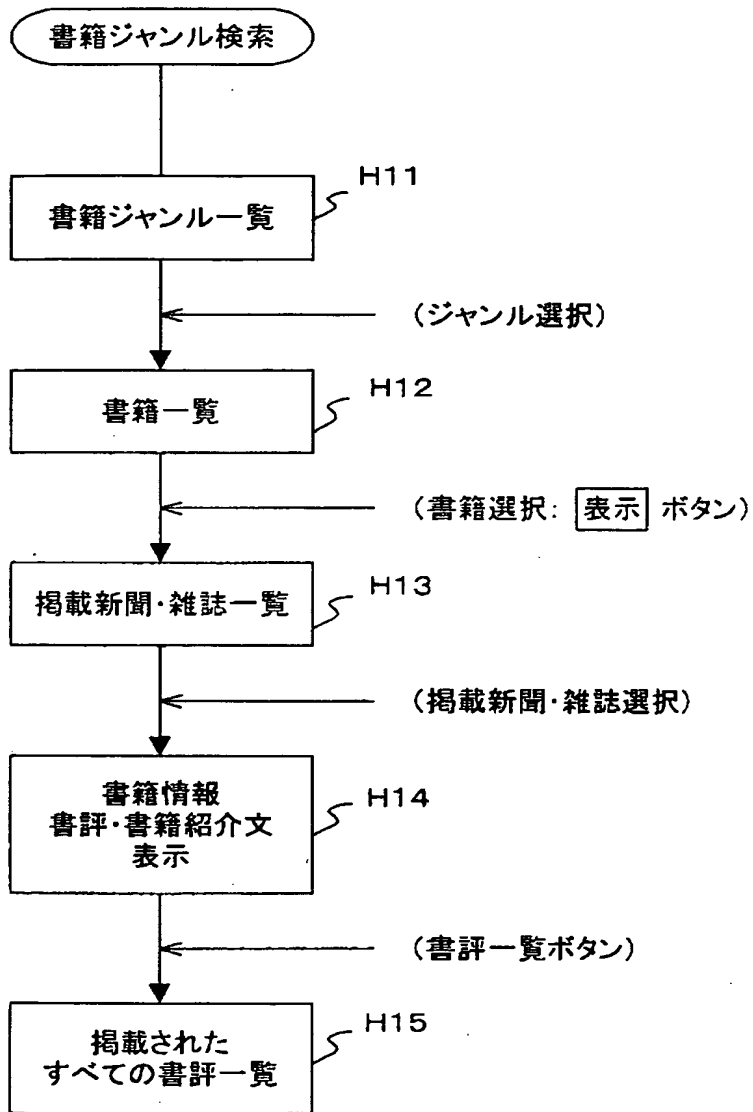 書籍ジャンル検索
H11
書籍ジャンル一覧
(ジャンル選択)
H12
書籍一覧
(書籍選択: 表示 ボタン)
H13
掲載新聞・雑誌一覧
(掲載新聞・雑誌選択)
H14
書籍情報
書評・書籍紹介文
表示
(書評一覧ボタン)
H15
掲載された
すべての書評一覧